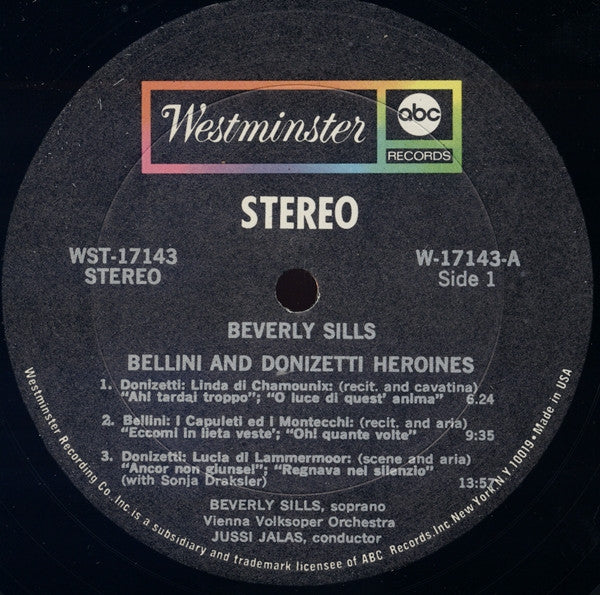 Westminster
abc
RECORDS
STEREO
WST-17143
STEREO
W-17143-A
Side 1
BEVERLY SILLS
BELLINI AND DONIZETTI HEROINES
1. Donizetti: Linda di Chamounix: (recit. and cavatina)
"Ah! tardai troppo"; "O luce di quest' anima" 6.24
2. Bellini: I Capuleti ed i Montecchi: (recit. and aria)
"Eccomi in lieta veste'; "Oh! quante volte" 9:35
3. Donizetti: Lucia di Lammermoor: (scene and aria)
"Ancor non giunse!"; "Regnava nel silenzio"
(with Sonja Draksler) 13:57
BEVERLY SILLS, soprano
Vienna Volksoper Orchestra
JUSSI JALAS, conductor
Westminster Recording Co., Inc. is a subsidiary and trademark licensee of ABC Records, Inc. New York, N.Y. 10019 • Made in USA